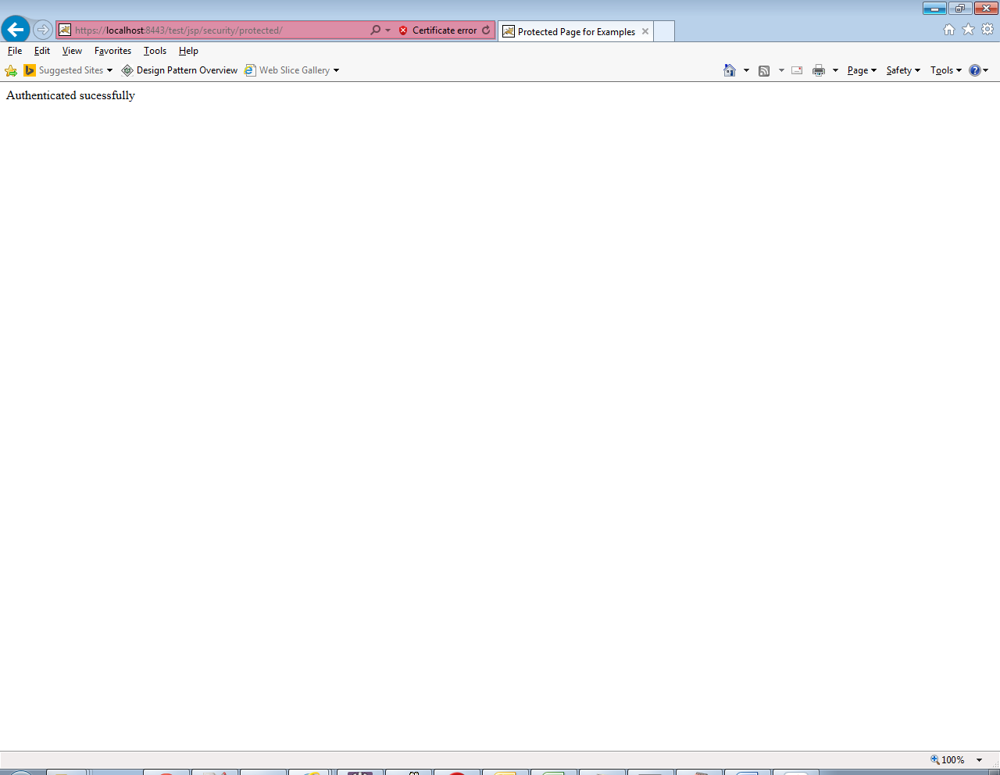 https://localhost:8443/test/jsp/security/protected/ Certificate error Protected Page for Examples
File Edit View Favorites Tools Help
Suggested Sites Design Pattern Overview Web Slice Gallery Page Safety Tools
Authenticated sucessfully
100%